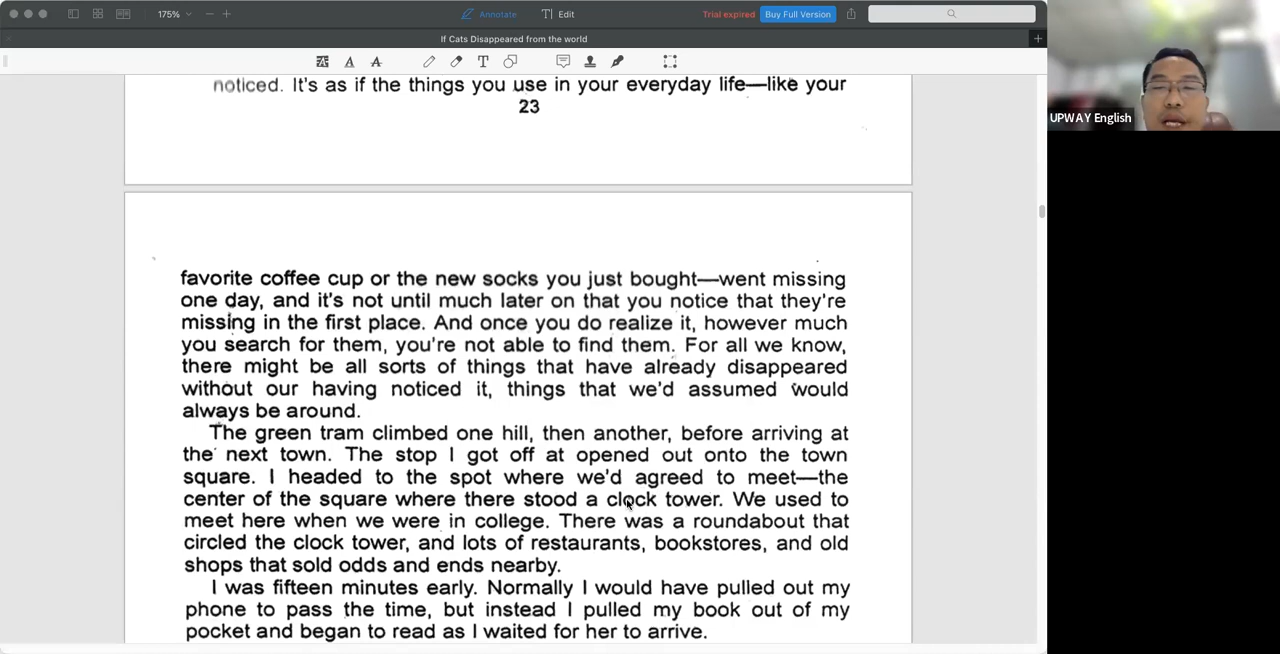 175%
Annotate
Edit
Trial expired
Buy Full Version
If Cats Disappeared from the world
UPWAY English
noticed. It's as if the things you use in your everyday life—like your
23
favorite coffee cup or the new socks you just bought—went missing
one day, and it's not until much later on that you notice that they're
missing in the first place. And once you do realize it, however much
you search for them, you're not able to find them. For all we know,
there might be all sorts of things that have already disappeared
without our having noticed it, things that we'd assumed would
always be around.
The green tram climbed one hill, then another, before arriving at
the next town. The stop I got off at opened out onto the town
square. I headed to the spot where we'd agreed to meet—the
center of the square where there stood a clock tower. We used to
meet here when we were in college. There was a roundabout that
circled the clock tower, and lots of restaurants, bookstores, and old
shops that sold odds and ends nearby.
I was fifteen minutes early. Normally I would have pulled out my
phone to pass the time, but instead I pulled my book out of my
pocket and began to read as I waited for her to arrive.